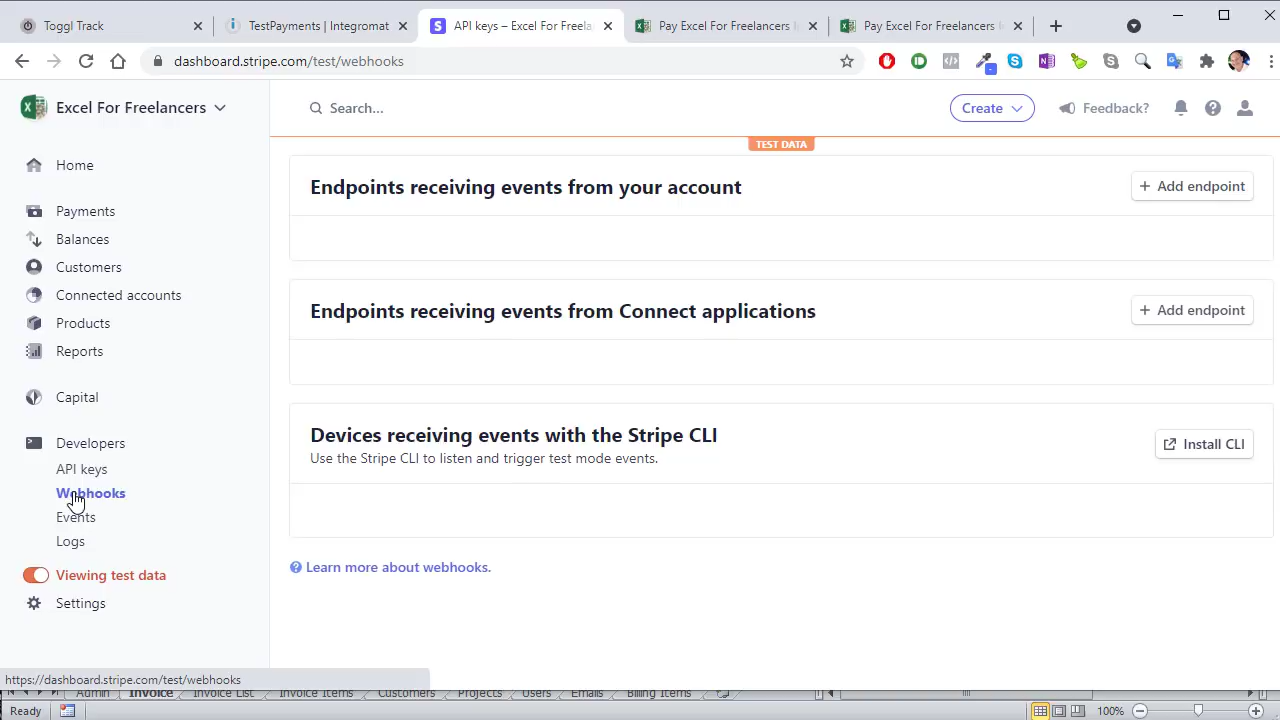 Toggl Track
TestPayments | Integromat
API keys – Excel For Freela
Pay Excel For Freelancers
Pay Excel For Freelancers
dashboard.stripe.com/test/webhooks
Excel For Freelancers
Search...
Create
Feedback?
TEST DATA
Home
Payments
Balances
Customers
Connected accounts
Products
Reports
Capital
Developers
API keys
Webhooks
Events
Logs
Viewing test data
Settings
Endpoints receiving events from your account
+ Add endpoint
Endpoints receiving events from Connect applications
+ Add endpoint
Devices receiving events with the Stripe CLI
Use the Stripe CLI to listen and trigger test mode events.
Install CLI
Learn more about webhooks.
https://dashboard.stripe.com/test/webhooks
Admin Invoice Invoice List Invoice Items Customers Projects Users Emails Billing Items
Ready
100%